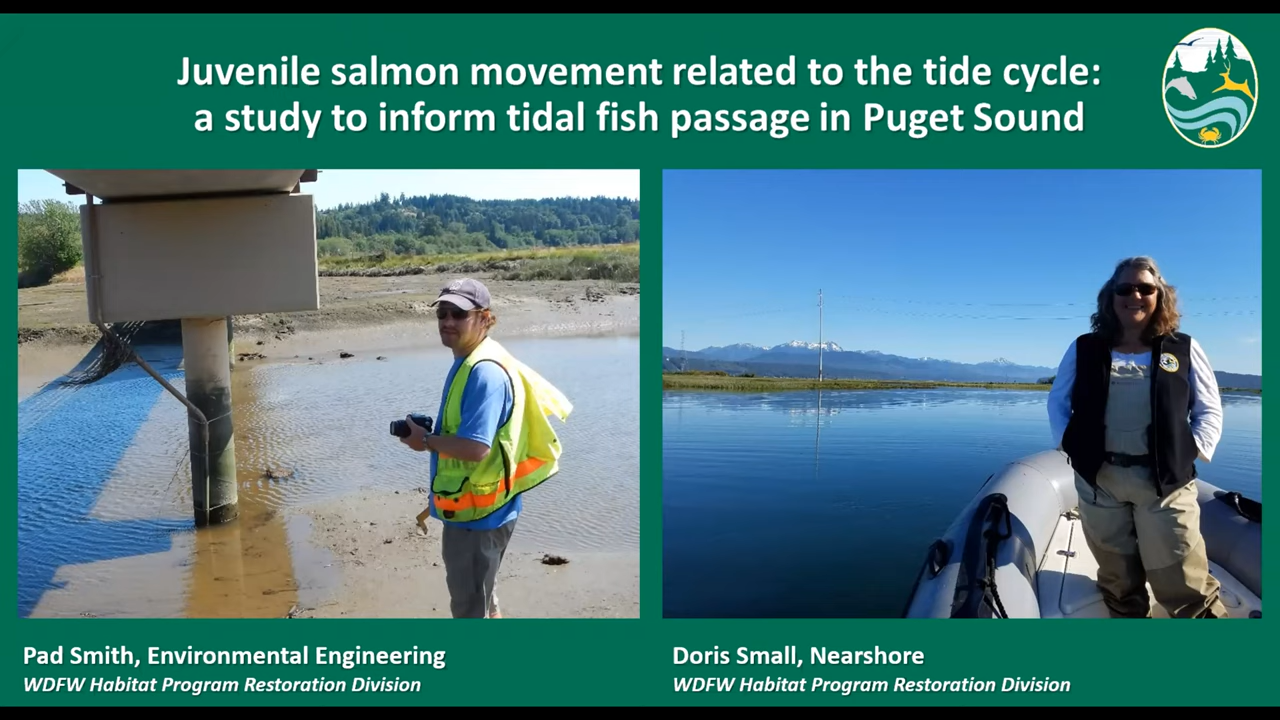 Juvenile salmon movement related to the tide cycle:
a study to inform tidal fish passage in Puget Sound
Pad Smith, Environmental Engineering
WDFW Habitat Program Restoration Division
Doris Small, Nearshore
WDFW Habitat Program Restoration Division